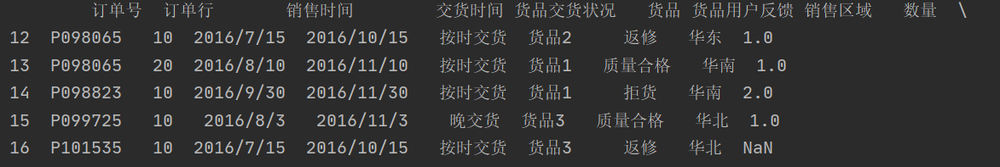 订单号 订单行 销售时间 交货时间 货品交货状况 货品 货品用户反馈 销售区域 数量 \
12 P098065 10 2016/7/15 2016/10/15 按时交货 货品2 返修 华东 1.0
13 P098065 20 2016/8/10 2016/11/10 按时交货 货品1 质量合格 华南 1.0
14 P098823 10 2016/9/30 2016/11/30 按时交货 货品1 拒货 华南 2.0
15 P099725 10 2016/8/3 2016/11/3 晚交货 货品3 质量合格 华北 1.0
16 P101535 10 2016/7/15 2016/10/15 按时交货 货品3 返修 华北 NaN